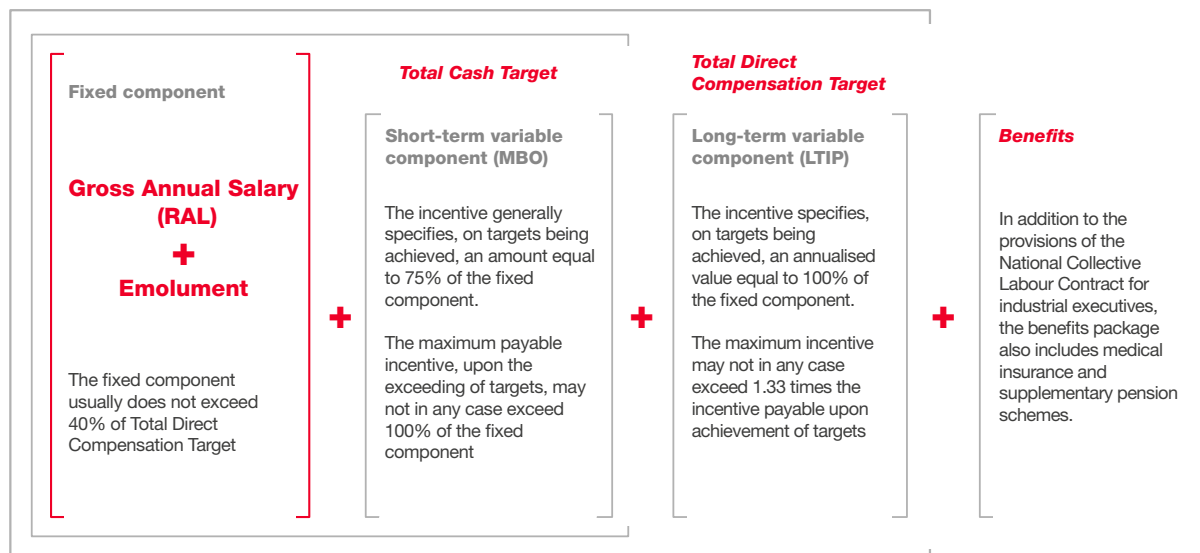 Fixed component
Gross Annual Salary
(RAL)
+
Emolument
The fixed component
usually does not exceed
40% of Total Direct
Compensation Target
+
Total Cash Target
Short-term variable
component (MBO)
The incentive generally
specifies, on targets being
achieved, an amount equal
to 75% of the fixed
component.
The maximum payable
incentive, upon the
exceeding of targets, may
not in any case exceed
100% of the fixed
component
+
Total Direct
Compensation Target
Long-term variable
component (LTIP)
The incentive specifies,
on targets being
achieved, an annualised
value equal to 100% of
the fixed component.
The maximum incentive
may not in any case
exceed 1.33 times the
incentive payable upon
achievement of targets
+
Benefits
In addition to the
provisions of the
National Collective
Labour Contract for
industrial executives,
the benefits package
also includes medical
insurance and
supplementary pension
schemes.